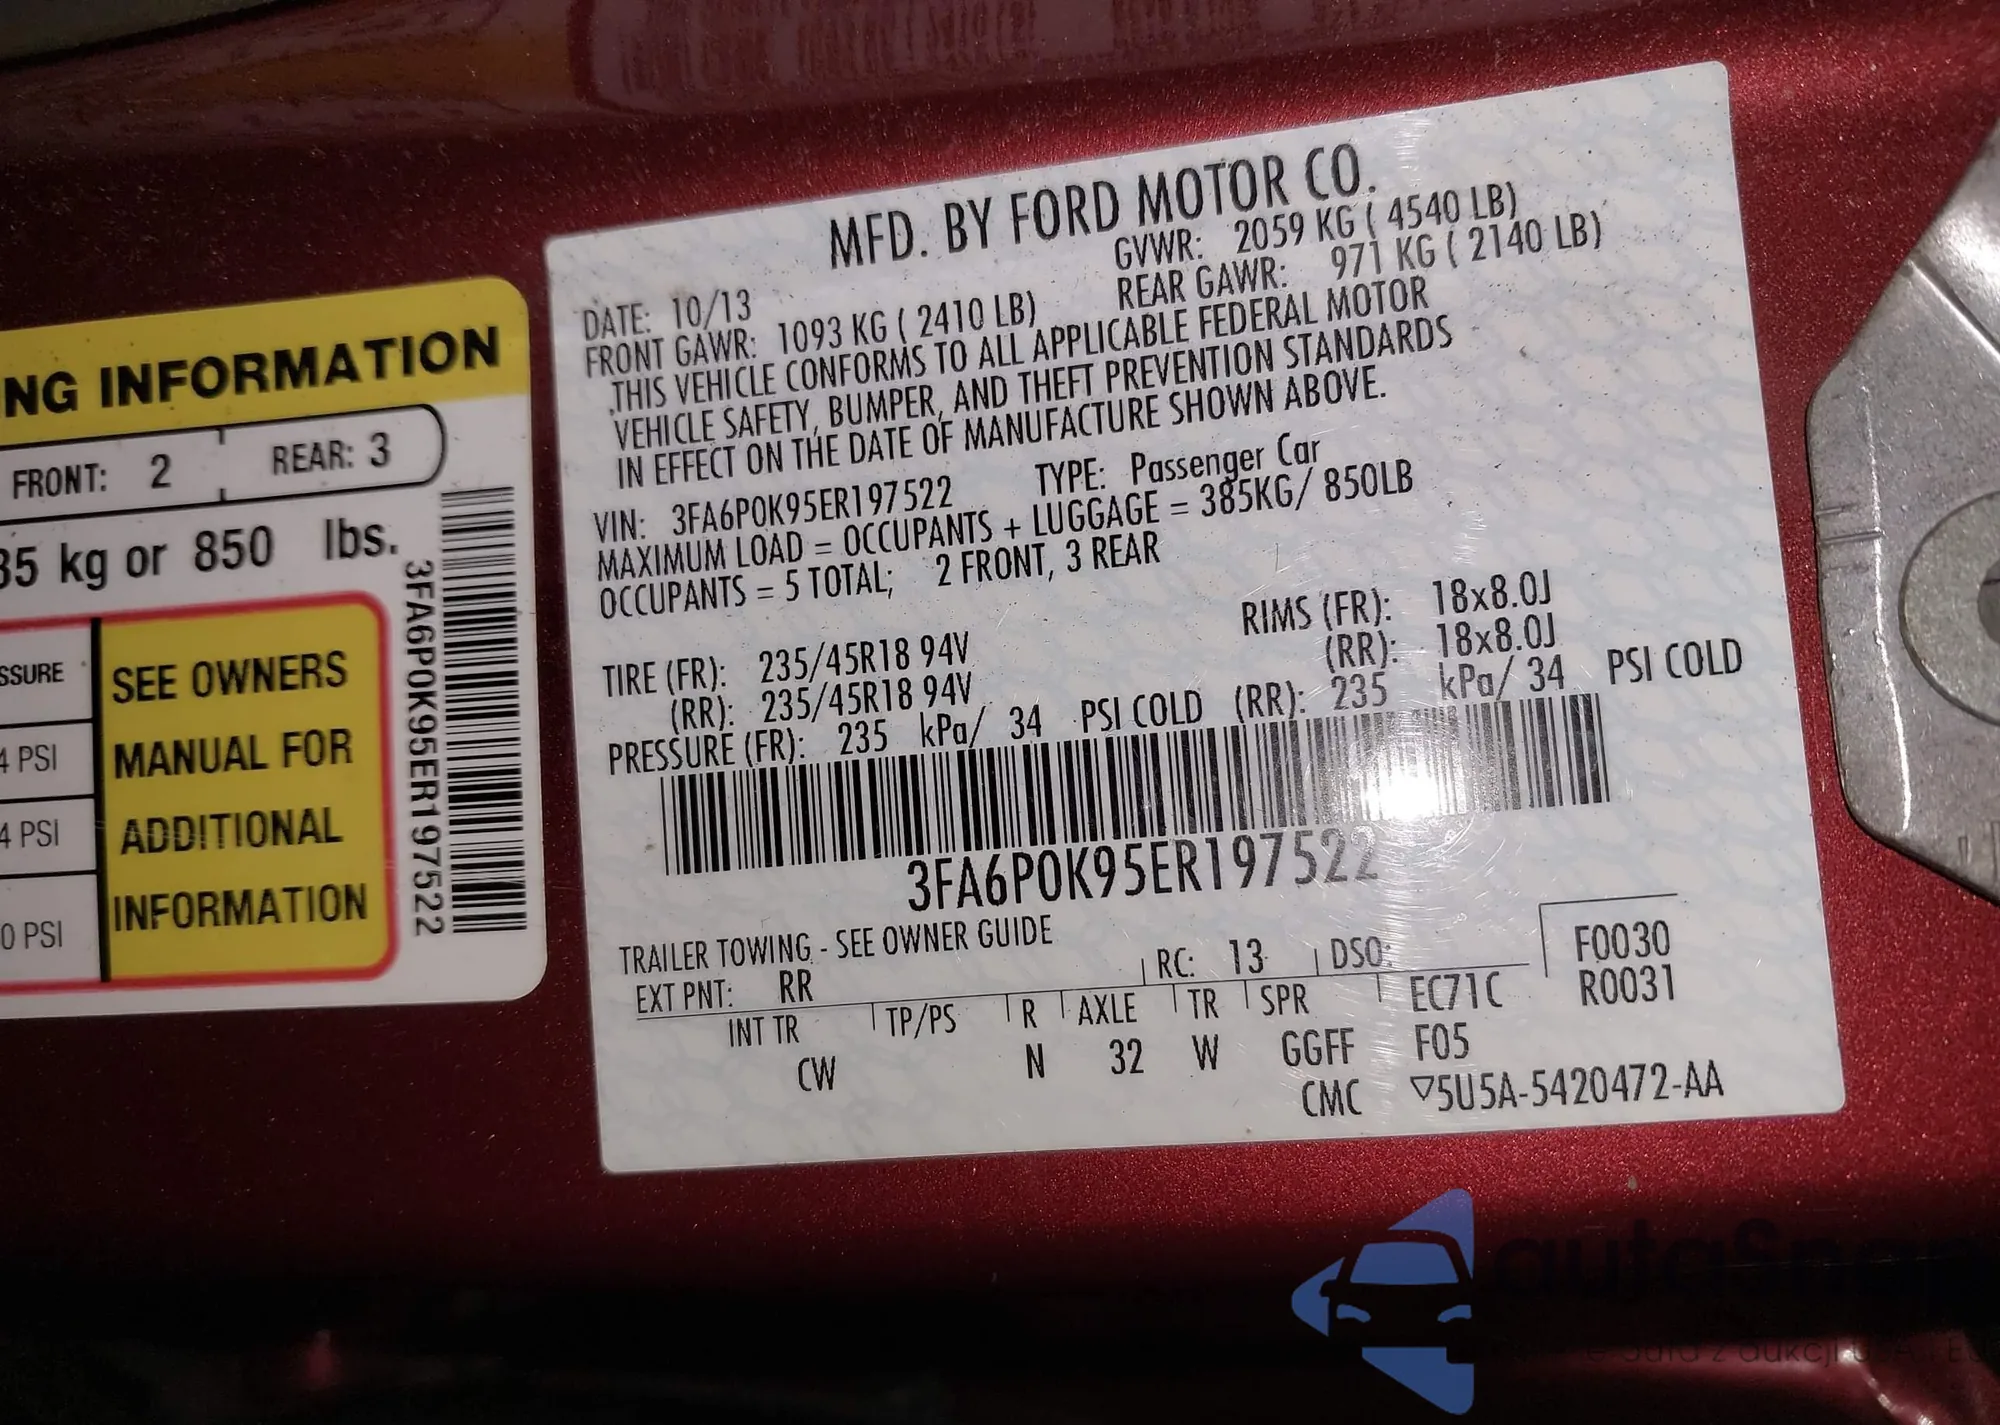 NG INFORMATION
FRONT: 2 REAR: 3
35 kg or 850 lbs.
SSURE
4 PSI
4 PSI
0 PSI
SEE OWNERS
MANUAL FOR
ADDITIONAL
INFORMATION
3FA6P0K95ER197522
MFD. BY FORD MOTOR CO.
DATE: 10/13 GVWR: 2059 KG ( 4540 LB)
FRONT GAWR: 1093 KG ( 2410 LB) REAR GAWR: 971 KG ( 2140 LB)
THIS VEHICLE CONFORMS TO ALL APPLICABLE FEDERAL MOTOR
VEHICLE SAFETY, BUMPER, AND THEFT PREVENTION STANDARDS
IN EFFECT ON THE DATE OF MANUFACTURE SHOWN ABOVE.
VIN: 3FA6P0K95ER197522 TYPE: Passenger Car
MAXIMUM LOAD = OCCUPANTS + LUGGAGE = 385KG/ 850LB
OCCUPANTS = 5 TOTAL; 2 FRONT, 3 REAR
TIRE (FR): 235/45R18 94V RIMS (FR): 18x8.0J
(RR): 235/45R18 94V (RR): 18x8.0J
PRESSURE (FR): 235 kPa/ 34 PSI COLD (RR): 235 kPa/ 34 PSI COLD
3FA6P0K95ER197522
TRAILER TOWING - SEE OWNER GUIDE
EXT PNT: RR RC: 13 DSO: F0030
INT TR TP/PS R AXLE TR SPR EC71C R0031
CW N 32 W GGFF F05
CMC ▽5U5A-5420472-AA
autoSnap